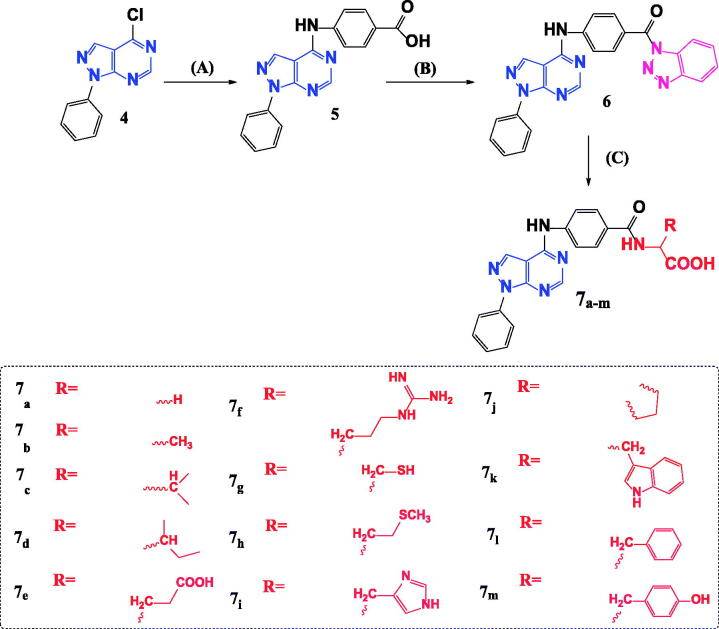 Cl
N
N
N
N
4
(A)
HN
O
OH
N
N
N
N
5
(B)
HN
O
N
N
N
N
N
N
N
6
(C)
HN
O
R
HN
COOH
N
N
N
N
7a-m
7a R= H
7b R= CH3
7c R= H C
7d R= CH
7e R= COOH H2C
7f R= NH NH2 NH H2C
7g R= H2C SH
7h R= SCH3 H2C
7i R= H2C N NH
7j R=
7k R= CH2 N H
7l R= H2C
7m R= H2C OH